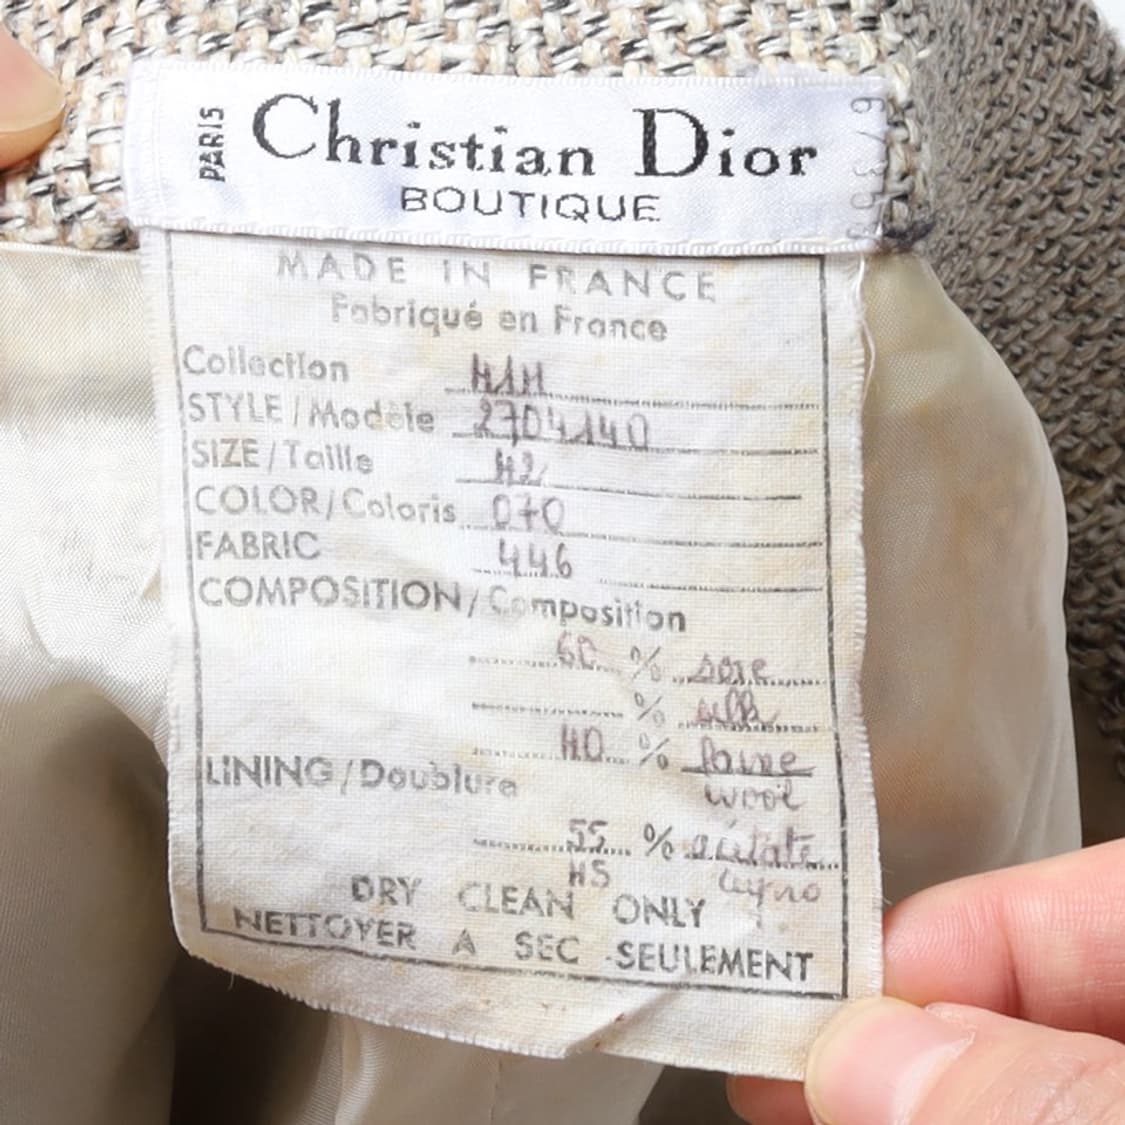 PARIS
Christian Dior
BOUTIQUE
MADE IN FRANCE
Fabriqué en France
Collection
STYLE / Modèle 2704140
SIZE / Taille 42
COLOR / Coloris 070
FABRIC 446
COMPOSITION / Composition
60 % soie
% silk
40 % laine
wool
LINING / Doublure
55 % acétate
45
DRY CLEAN ONLY
NETTOYER A SEC SEULEMENT